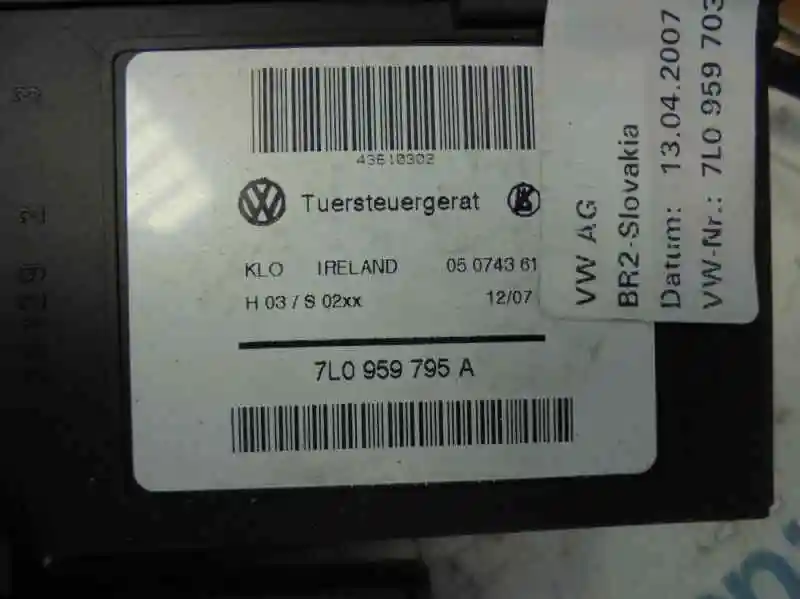 43610302
Tuersteuergerat
KLO IRELAND 05 0743 61
H 03 / S 02xx 12/07
7L0 959 795 A
VW AG
BR2-Slovakia
Datum: 13.04.2007
VW-Nr.: 7L0 959 703